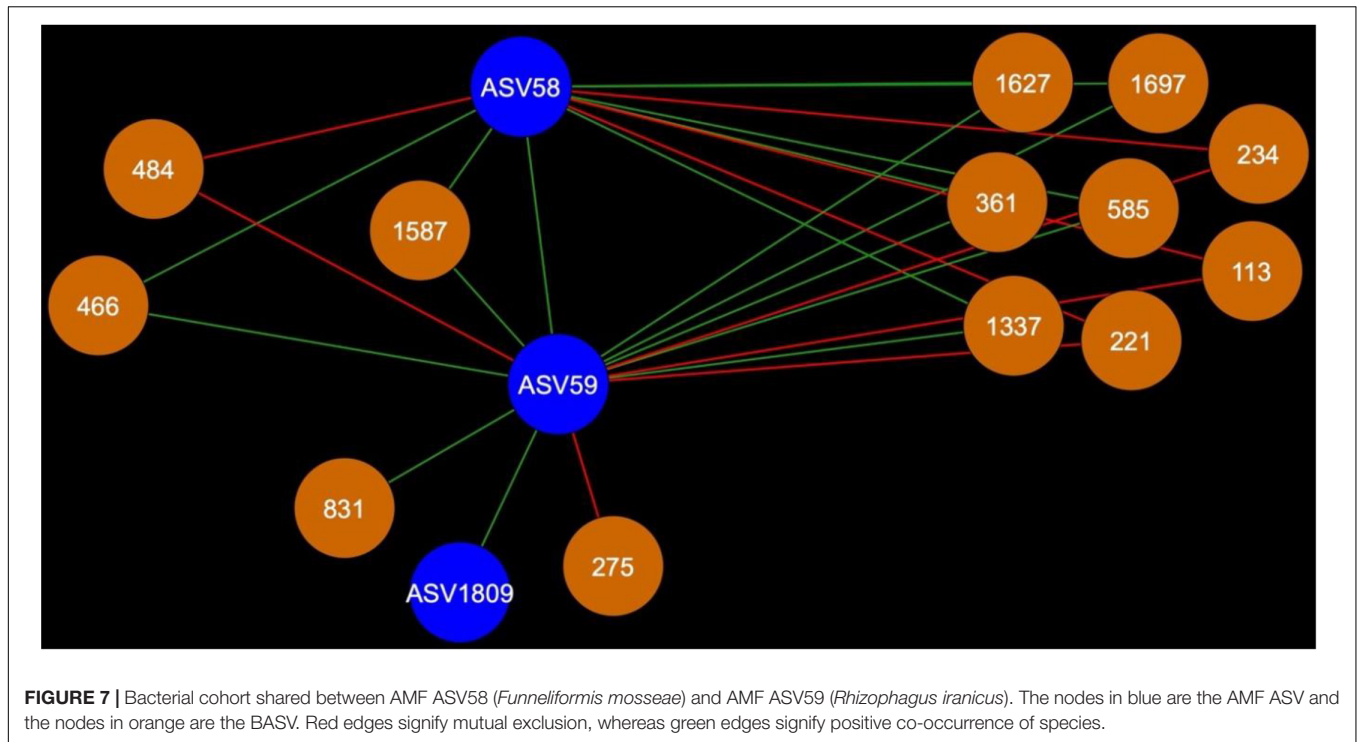 ASV58
1627
1697
484
234
361
585
1587
113
466
1337
221
ASV59
831
275
ASV1809
FIGURE 7 | Bacterial cohort shared between AMF ASV58 (Funneliformis mosseae) and AMF ASV59 (Rhizophagus iranicus). The nodes in blue are the AMF ASV and
the nodes in orange are the BASV. Red edges signify mutual exclusion, whereas green edges signify positive co-occurrence of species.